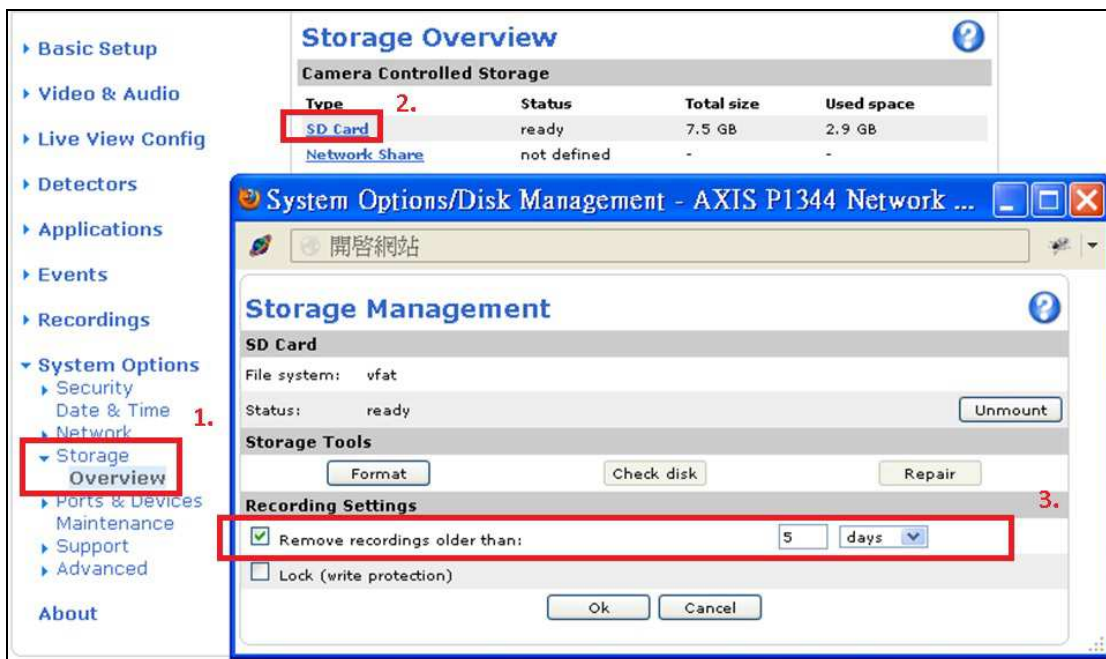 Basic Setup
Video & Audio
Live View Config
Detectors
Applications
Events
Recordings
System Options
Security
Date & Time
1.
Network
Storage
Overview
Ports & Devices
Maintenance
Support
Advanced
About
Storage Overview
Camera Controlled Storage
Type Status Total size Used space
2.
SD Card ready 7.5 GB 2.9 GB
Network Share not defined - -
System Options/Disk Management - AXIS P1344 Network ...
開啓網站
Storage Management
SD Card
File system: vfat
Status: ready Unmount
Storage Tools
Format Check disk Repair
Recording Settings
3.
Remove recordings older than: 5 days
Lock (write protection)
Ok Cancel